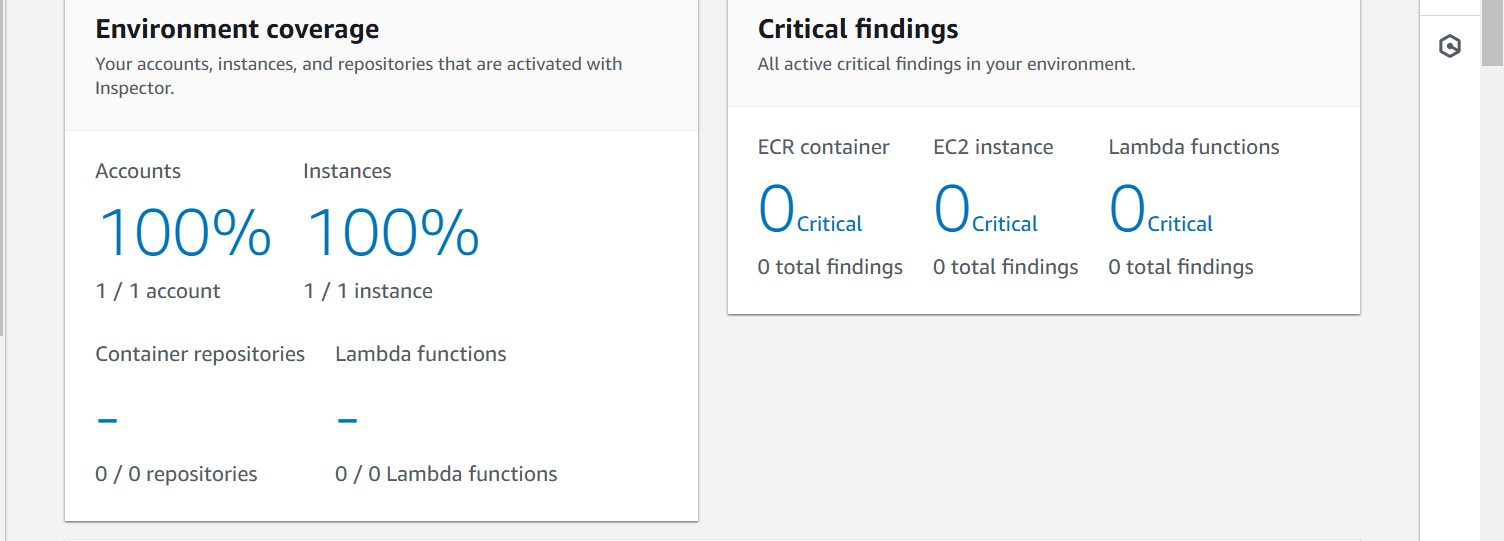 Environment coverage
Your accounts, instances, and repositories that are activated with
Inspector.
Accounts
Instances
100%
100%
1 / 1 account
1 / 1 instance
Container repositories
Lambda functions
-
-
0 / 0 repositories
0 / 0 Lambda functions
Critical findings
All active critical findings in your environment.
ECR container
EC2 instance
Lambda functions
0 Critical
0 Critical
0 Critical
0 total findings
0 total findings
0 total findings